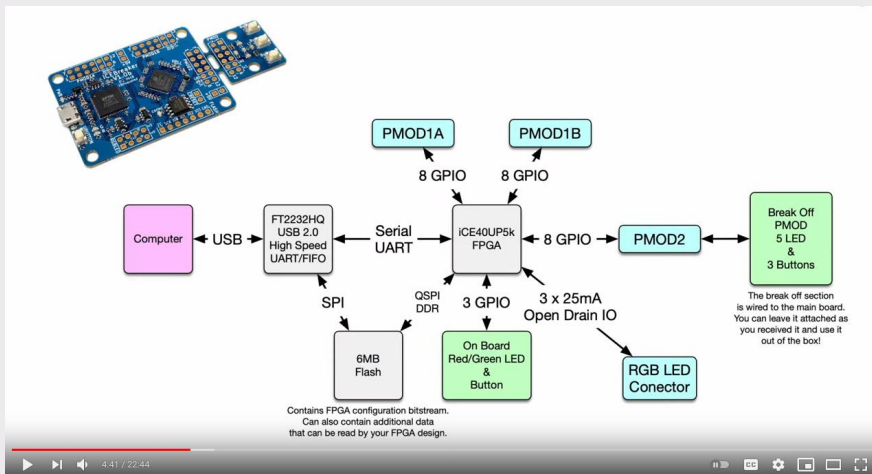 PMOD1A
PMOD1B
8 GPIO
8 GPIO
Computer
USB
FT2232HQ
USB 2.0
High Speed
UART/FIFO
Serial
UART
iCE40UP5k
FPGA
8 GPIO
PMOD2
Break Off
PMOD
5 LED
&
3 Buttons
The break off section
is wired to the main board.
You can leave it attached as
you received it and use it
out of the box!
SPI
QSPI
DDR
3 GPIO
3 x 25mA
Open Drain IO
6MB
Flash
On Board
Red/Green LED
&
Button
RGB LED
Conector
Contains FPGA configuration bitstream.
Can also contain additional data
that can be read by your FPGA design.
4:41 / 22:44
CC